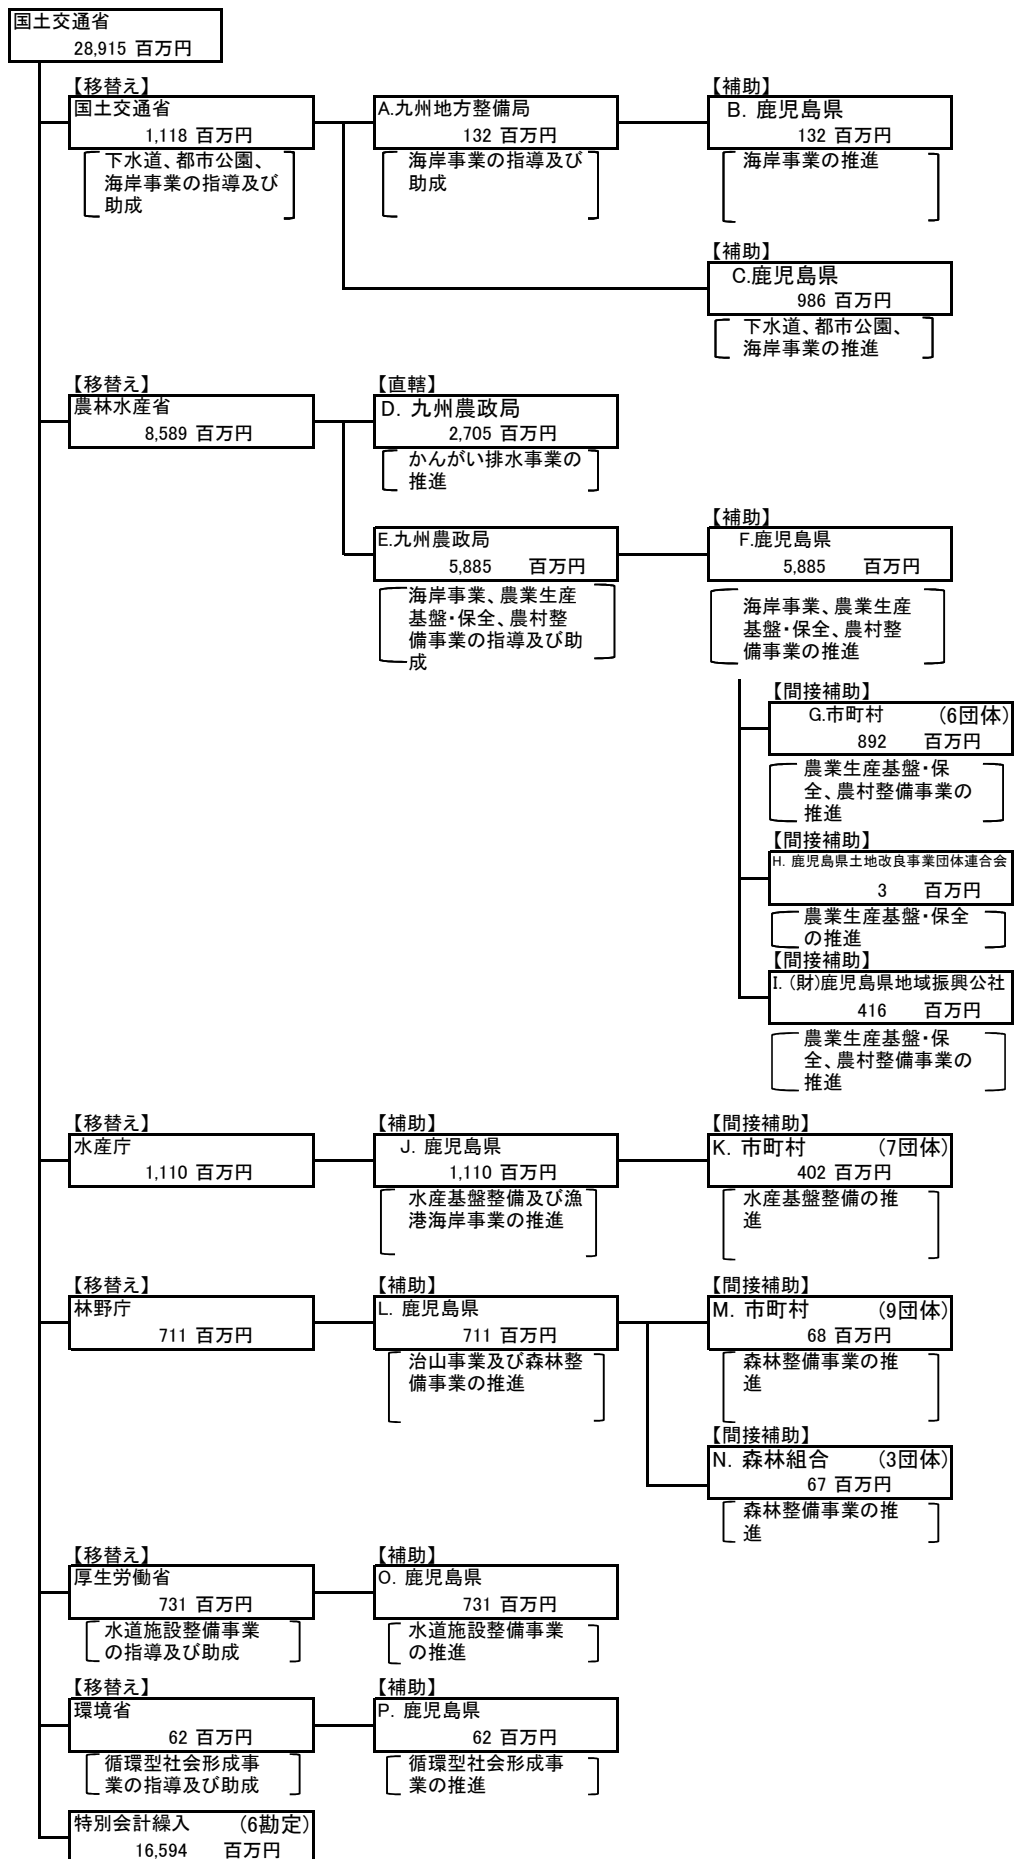 国土交通省
28,915 百万円
【移替え】
国土交通省
1,118 百万円
下水道、都市公園、
海岸事業の指導及び
助成
A.九州地方整備局
132 百万円
海岸事業の指導及び
助成
【補助】
B. 鹿児島県
132 百万円
海岸事業の推進
【補助】
C.鹿児島県
986 百万円
下水道、都市公園、
海岸事業の推進
【移替え】
農林水産省
8,589 百万円
【直轄】
D. 九州農政局
2,705 百万円
かんがい排水事業の
推進
E.九州農政局
5,885 百万円
海岸事業、農業生産
基盤・保全、農村整
備事業の指導及び助
成
【補助】
F.鹿児島県
5,885 百万円
海岸事業、農業生産
基盤・保全、農村整
備事業の推進
【間接補助】
G.市町村 (6団体)
892 百万円
農業生産基盤・保
全、農村整備事業の
推進
【間接補助】
H. 鹿児島県土地改良事業団体連合会
3 百万円
農業生産基盤・保全
の推進
【間接補助】
I. (財)鹿児島県地域振興公社
416 百万円
農業生産基盤・保
全、農村整備事業の
推進
【移替え】
水産庁
1,110 百万円
【補助】
J. 鹿児島県
1,110 百万円
水産基盤整備及び漁
港海岸事業の推進
【間接補助】
K. 市町村 (7団体)
402 百万円
水産基盤整備の推
進
【移替え】
林野庁
711 百万円
【補助】
L. 鹿児島県
711 百万円
治山事業及び森林整
備事業の推進
【間接補助】
M. 市町村 (9団体)
68 百万円
森林整備事業の推
進
【間接補助】
N. 森林組合 (3団体)
67 百万円
森林整備事業の推
進
【移替え】
厚生労働省
731 百万円
水道施設整備事業
の指導及び助成
【補助】
O. 鹿児島県
731 百万円
水道施設整備事業
の推進
【移替え】
環境省
62 百万円
循環型社会形成事
業の指導及び助成
【補助】
P. 鹿児島県
62 百万円
循環型社会形成事
業の推進
特別会計繰入 (6勘定)
16,594 百万円